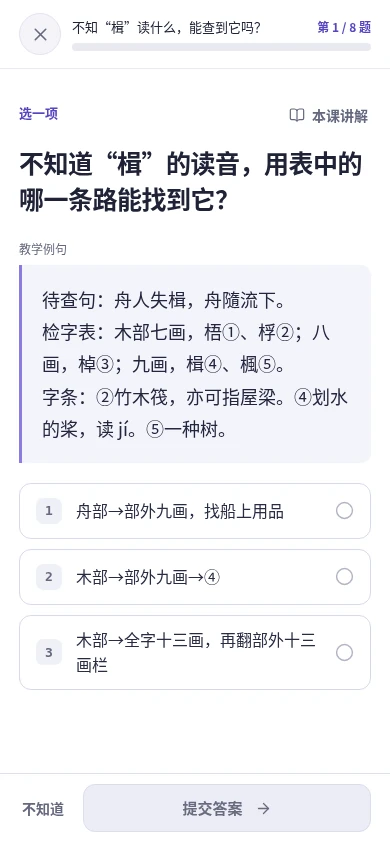 不知“楫”读什么，能查到它吗？
第 1 / 8 题
选一项
本课讲解
不知道“楫”的读音，用表中的
哪一条路能找到它？
教学例句
待查句：舟人失楫，舟隨流下。
检字表：木部七画，梧①、桴②；八
画，棹③；九画，楫④、楓⑤。
字条：②竹木筏，亦可指屋梁。④划水
的桨，读 jí。⑤一种树。
1 舟部→部外九画，找船上用品
2 木部→部外九画→④
3 木部→全字十三画，再翻部外十三
画栏
不知道
提交答案 →